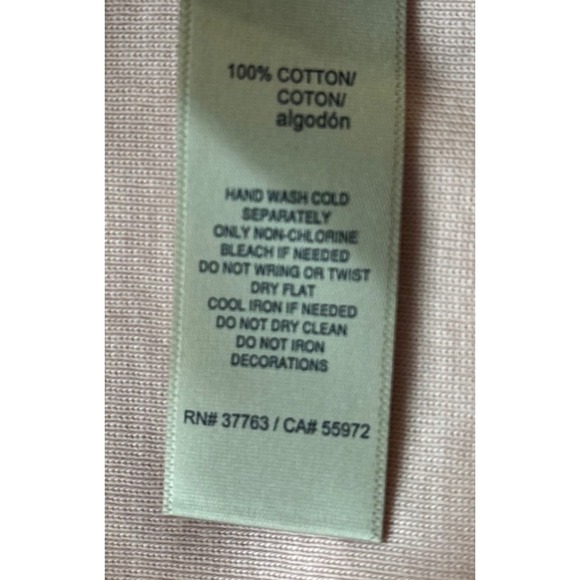 100% COTTON/
COTON/
algodón
HAND WASH COLD
SEPARATELY
ONLY NON-CHLORINE
BLEACH IF NEEDED
DO NOT WRING OR TWIST
DRY FLAT
COOL IRON IF NEEDED
DO NOT DRY CLEAN
DO NOT IRON
DECORATIONS
RN# 37763 / CA# 55972